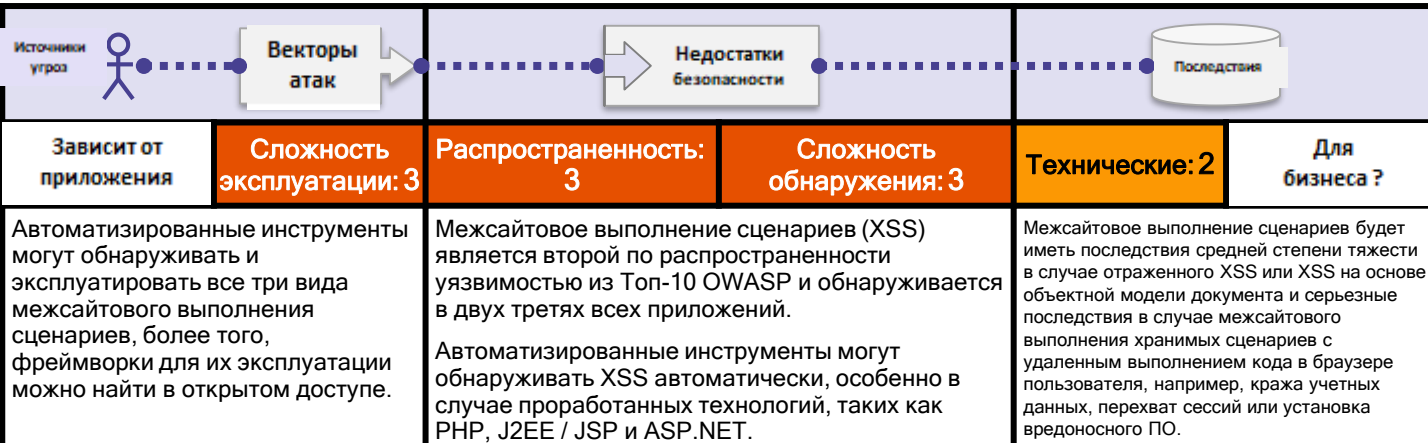 Источники
угроз
Векторы
атак
Недостатки
безопасности
Последствия
Зависит от
приложения
Сложность
эксплуатации: 3
Распространенность:
3
Сложность
обнаружения: 3
Технические: 2
Для
бизнеса ?
Автоматизированные инструменты
могут обнаруживать и
эксплуатировать все три вида
межсайтового выполнения
сценариев, более того,
фреймворки для их эксплуатации
можно найти в открытом доступе.
Межсайтовое выполнение сценариев (XSS)
является второй по распространенности
уязвимостью из Топ-10 OWASP и обнаруживается
в двух третях всех приложений.
Автоматизированные инструменты могут
обнаруживать XSS автоматически, особенно в
случае проработанных технологий, таких как
PHP, J2EE / JSP и ASP.NET.
Межсайтовое выполнение сценариев будет
иметь последствия средней степени тяжести
в случае отраженного XSS или XSS на основе
объектной модели документа и серьезные
последствия в случае межсайтового
выполнения хранимых сценариев с
удаленным выполнением кода в браузере
пользователя, например, кража учетных
данных, перехват сессий или установка
вредоносного ПО.